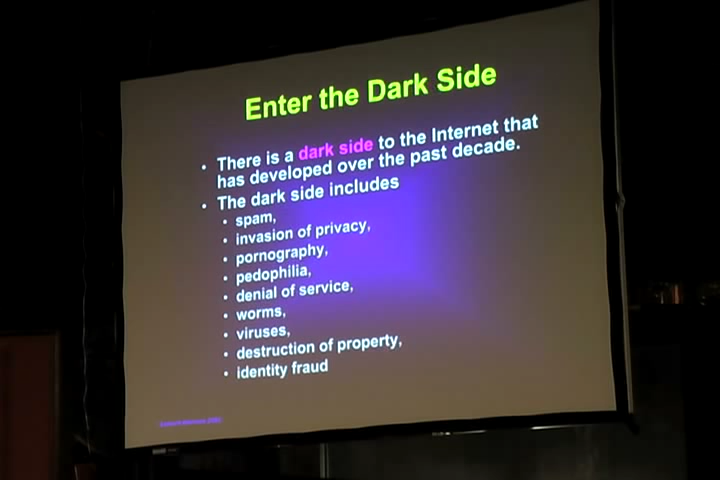 Enter the Dark Side
• There is a dark side to the Internet that
has developed over the past decade.
• The dark side includes
• spam,
• invasion of privacy,
• pornography,
• pedophilia,
• denial of service,
• worms,
• viruses,
• destruction of property,
• identity fraud